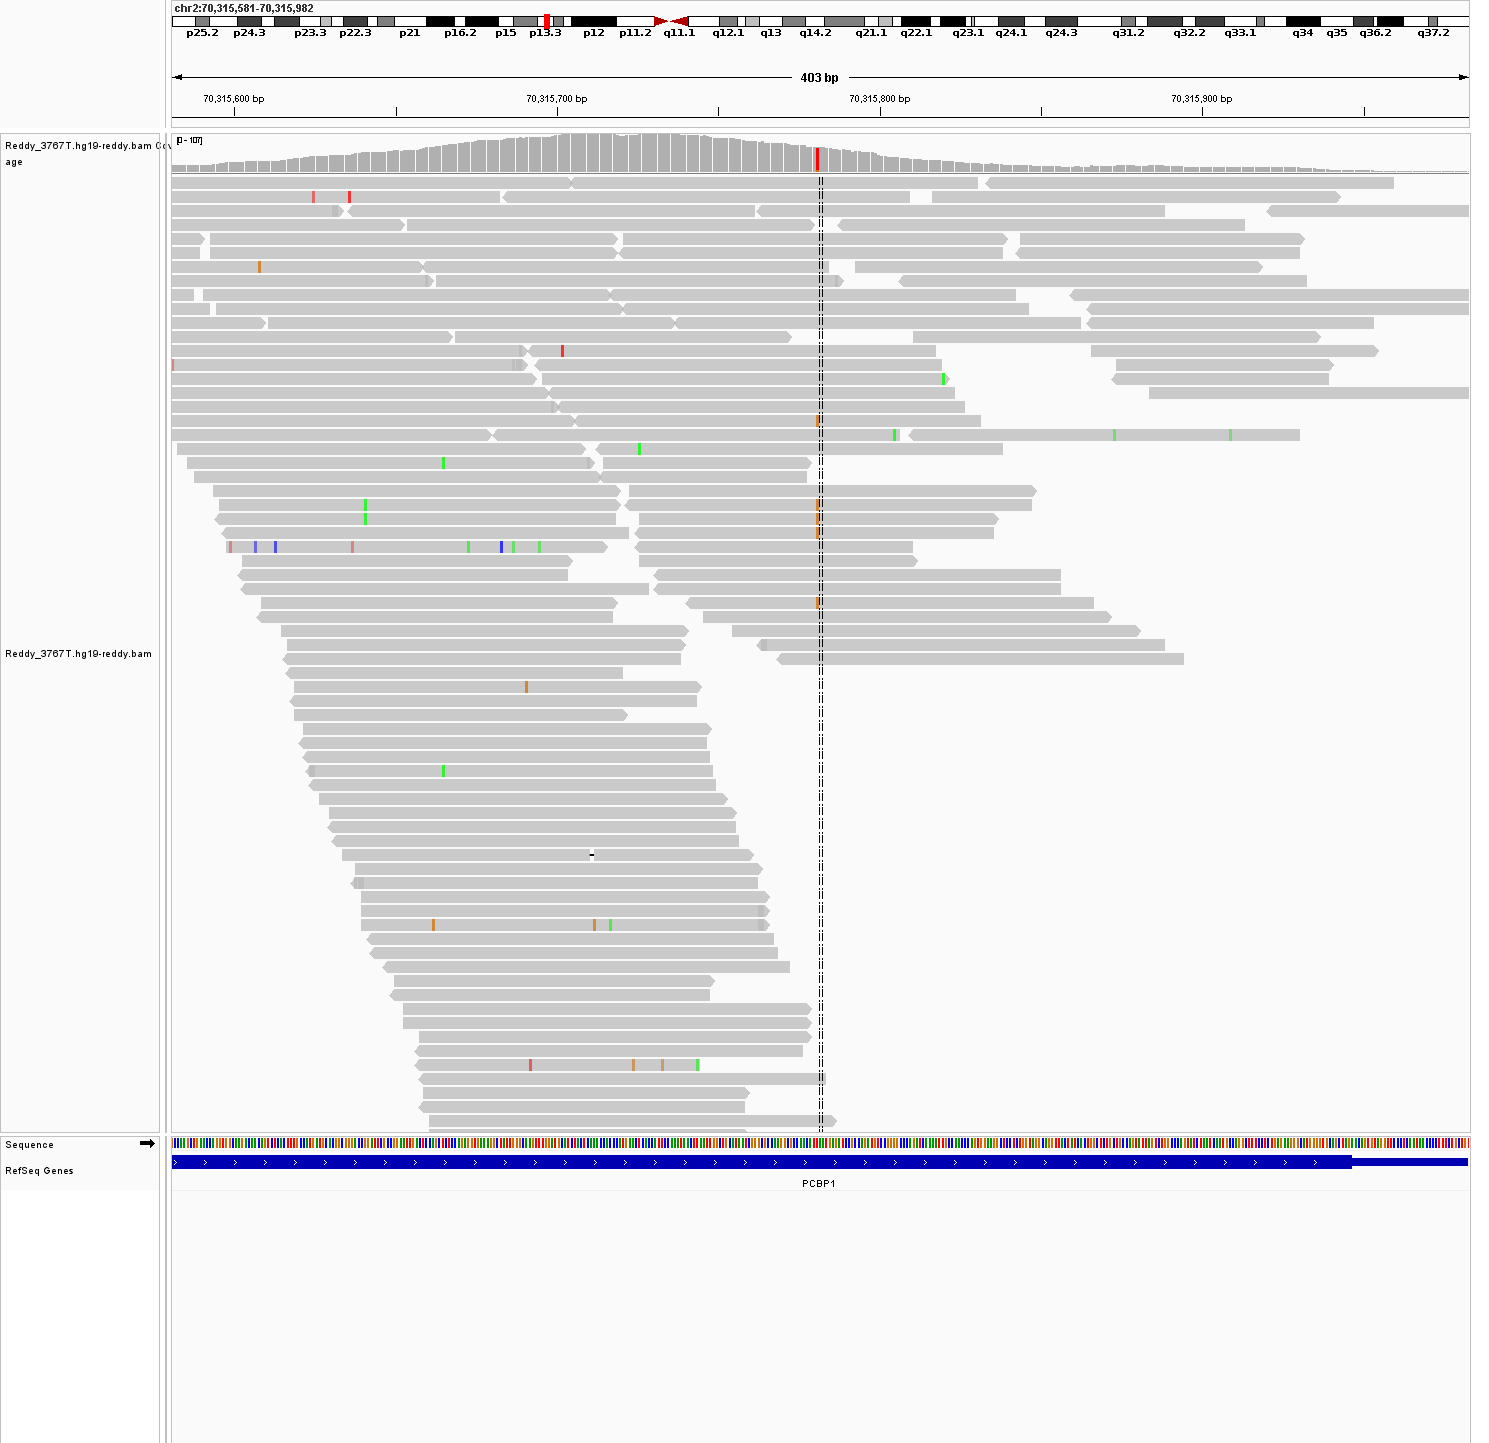 chr2:70,315,581-70,315,982
p25.2 p24.3 p23.3 p22.3 p21 p16.2 p15 p13.3 p12 p11.2 q11.1 q12.1 q13 q14.2 q21.1 q22.1 q23.1 q24.1 q24.3 q31.2 q32.2 q33.1 q34 q35 q36.2 q37.2
403 bp
70,315,600 bp 70,315,700 bp 70,315,800 bp 70,315,900 bp
[0 - 107]
Reddy_3767T.hg19-reddy.bam Cov
age
Reddy_3767T.hg19-reddy.bam
Sequence
RefSeq Genes
PCBP1